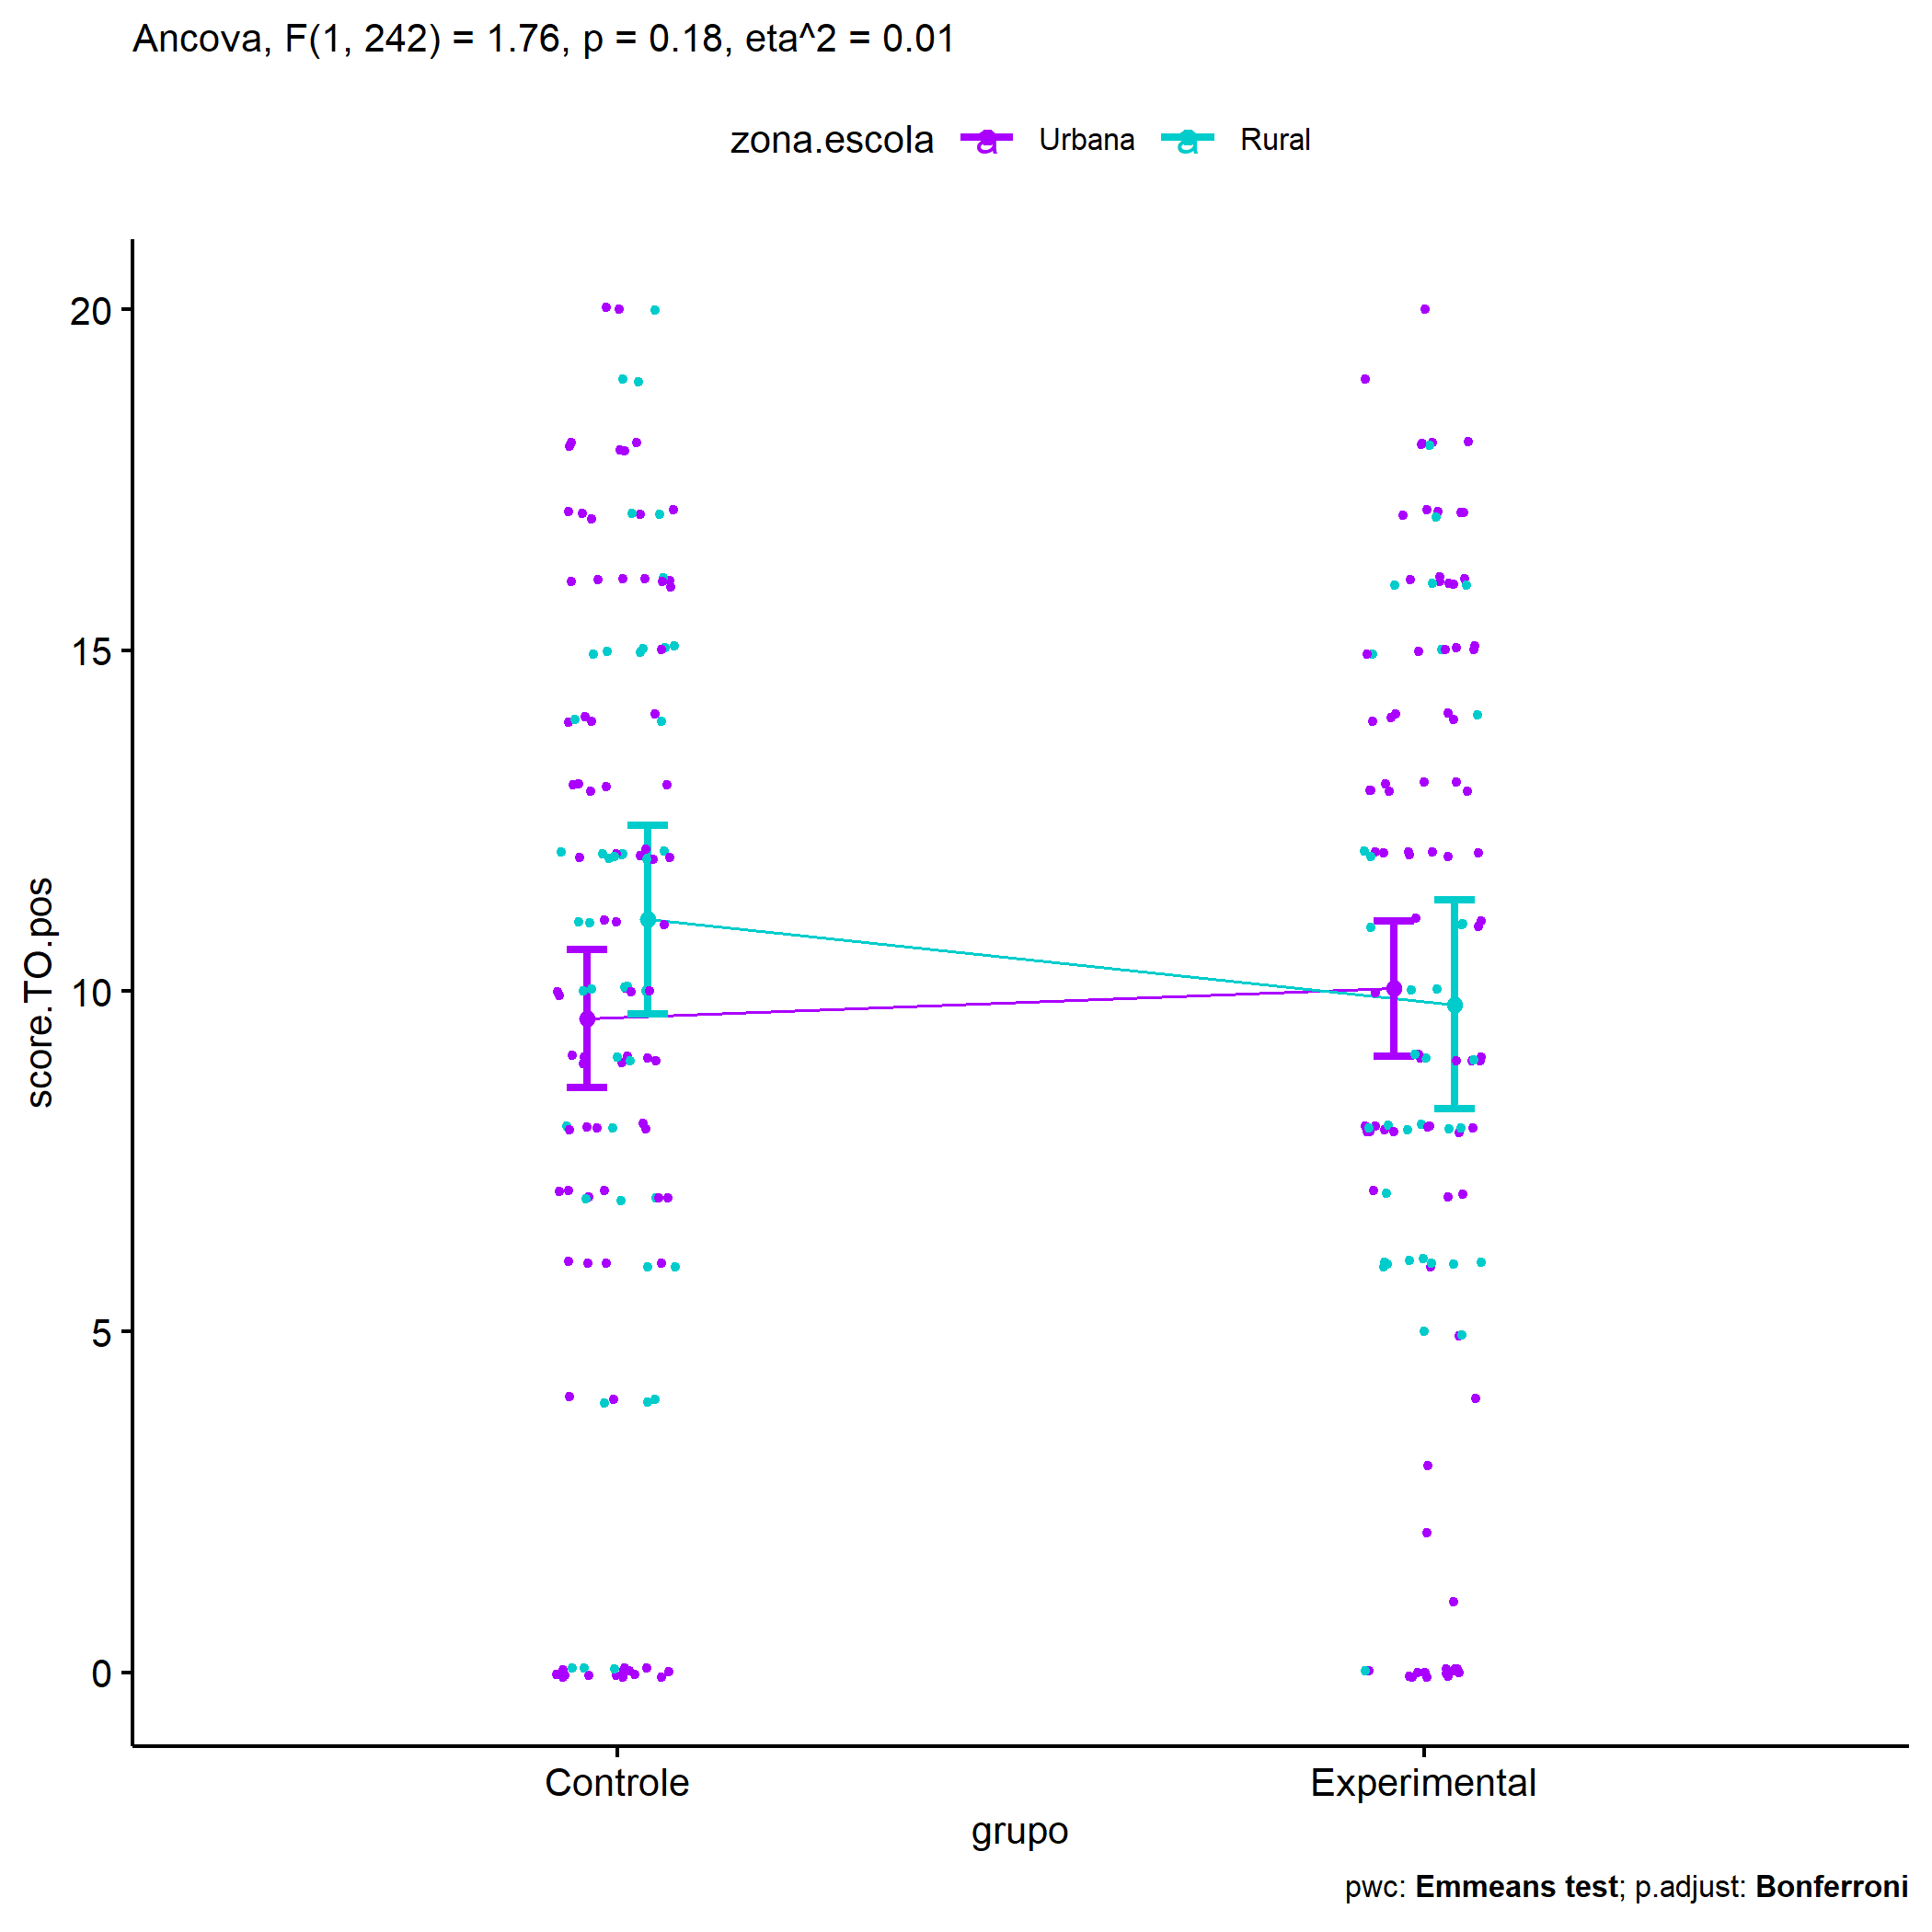 Ancova, F(1, 242) = 1.76, p = 0.18, eta^2 = 0.01
zona.escola a Urbana a Rural
20
15
10
5
0
score.TO.pos
Controle Experimental
grupo
pwc: Emmeans test; p.adjust: Bonferroni